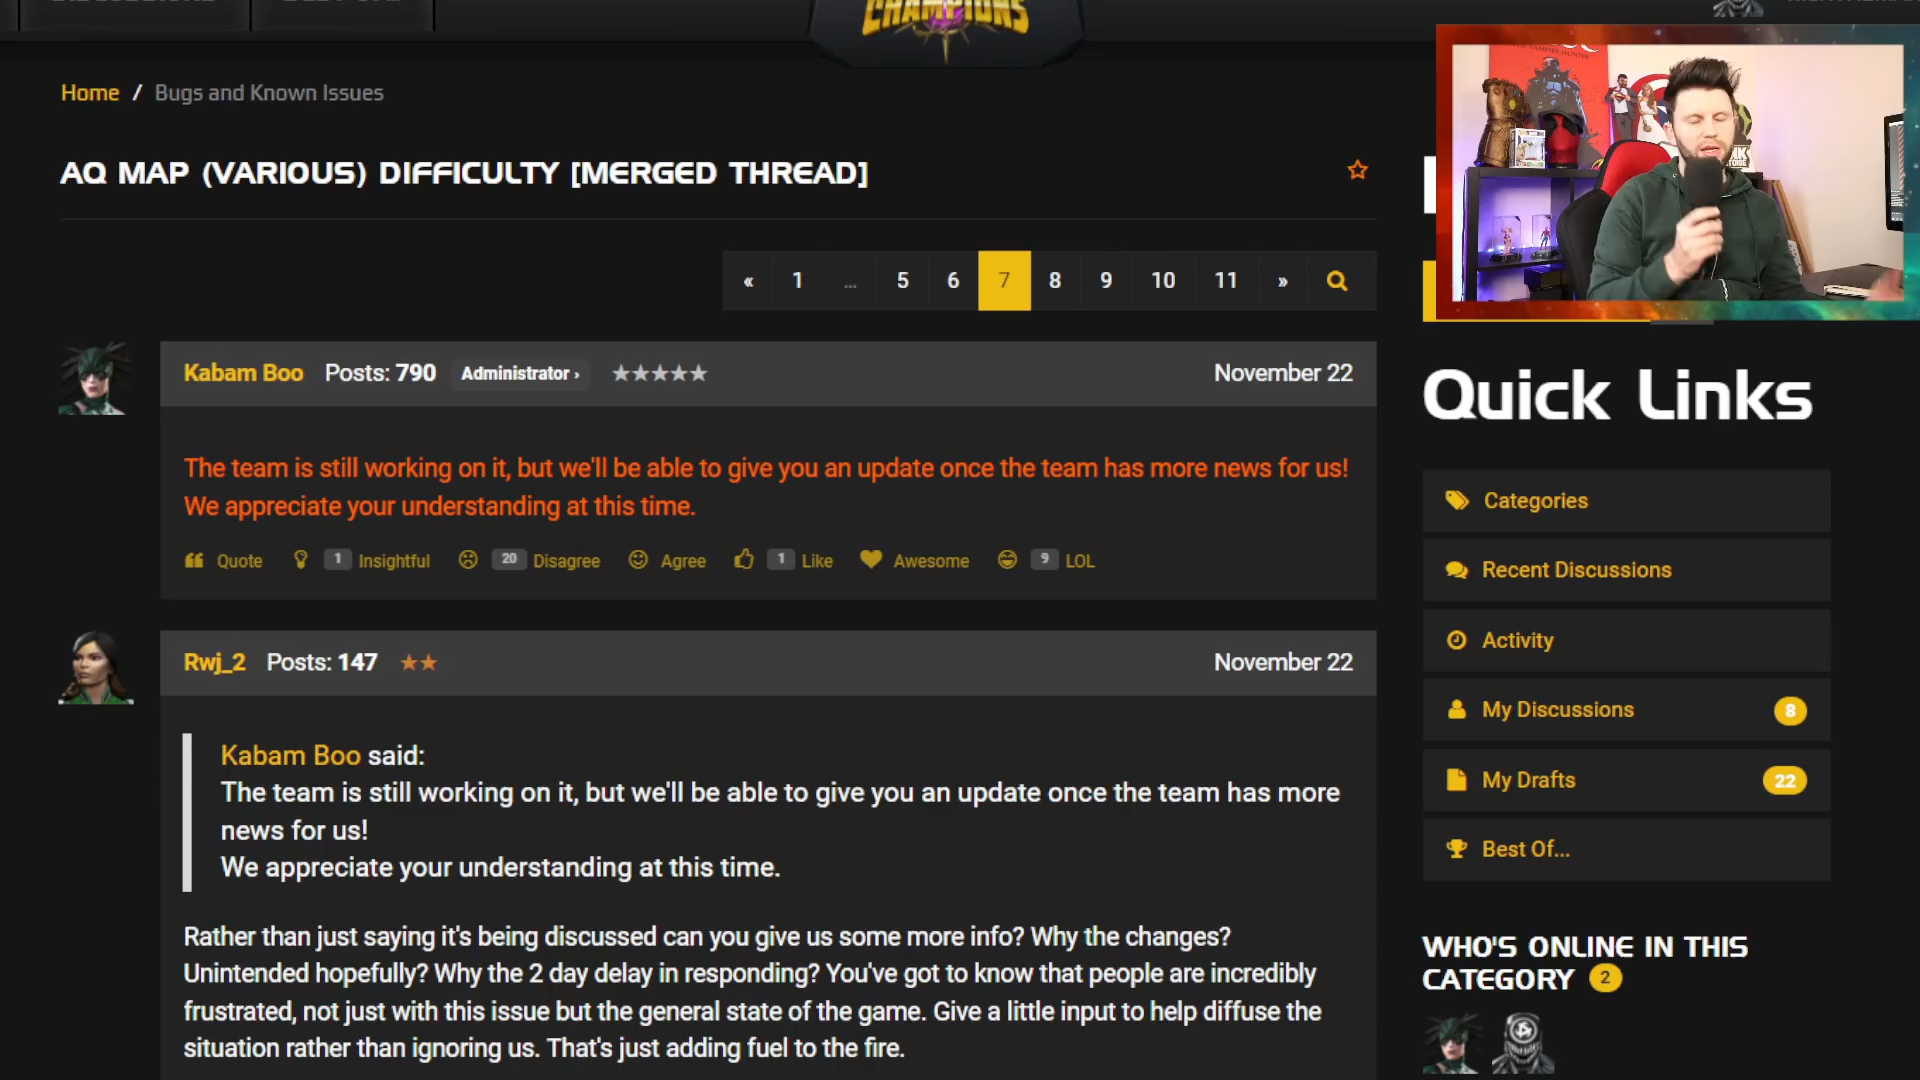 CHAMPIONS
Home / Bugs and Known Issues
AQ MAP (VARIOUS) DIFFICULTY [MERGED THREAD]
« 1 ... 5 6 7 8 9 10 11 »
Kabam Boo Posts: 790 Administrator › ★★★★★ November 22
The team is still working on it, but we'll be able to give you an update once the team has more news for us!
We appreciate your understanding at this time.
Quote 1 Insightful 20 Disagree Agree 1 Like Awesome 9 LOL
Rwj_2 Posts: 147 ★★ November 22
Kabam Boo said:
The team is still working on it, but we'll be able to give you an update once the team has more
news for us!
We appreciate your understanding at this time.
Rather than just saying it's being discussed can you give us some more info? Why the changes?
Unintended hopefully? Why the 2 day delay in responding? You've got to know that people are incredibly
frustrated, not just with this issue but the general state of the game. Give a little input to help diffuse the
situation rather than ignoring us. That's just adding fuel to the fire.
Quick Links
Categories
Recent Discussions
Activity
My Discussions 8
My Drafts 22
Best Of...
WHO'S ONLINE IN THIS
CATEGORY 2